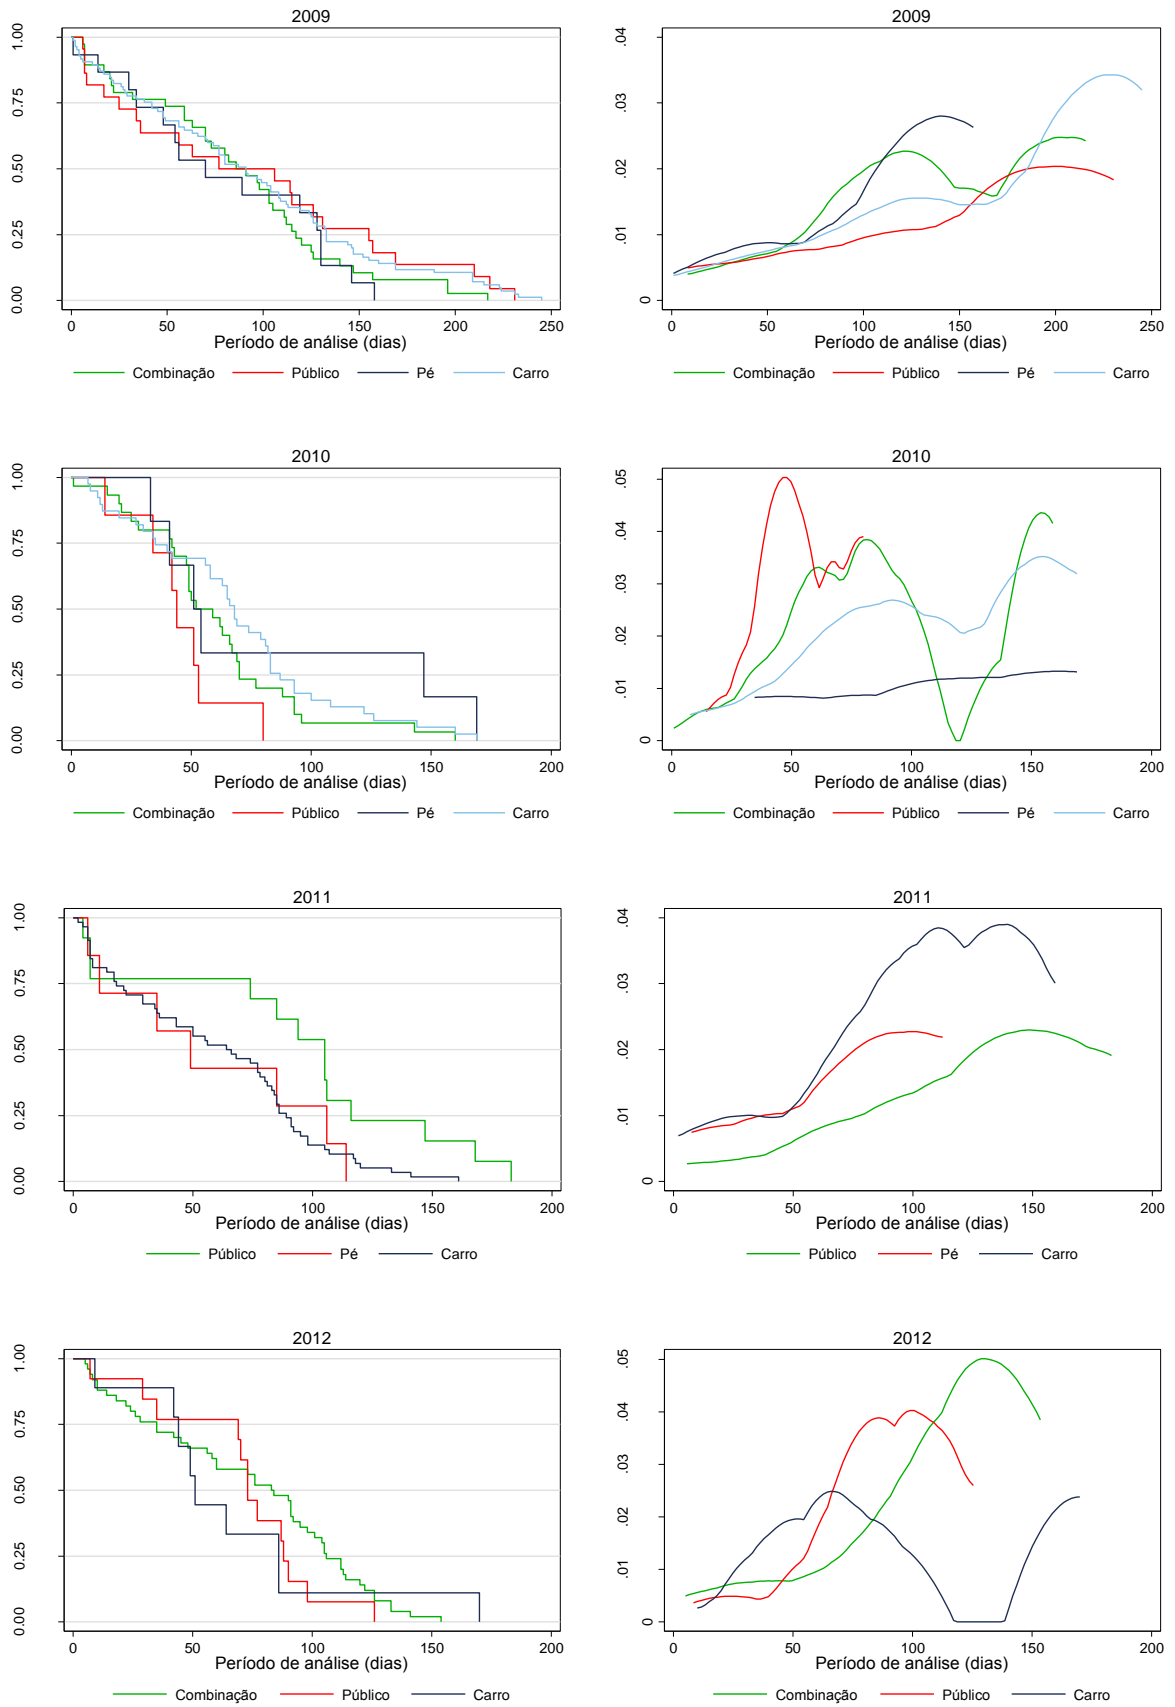 2009
1.00
0.75
0.50
0.25
0.00
0 50 100 150 200 250
Período de análise (dias)
Combinação Público Pé Carro
2009
.04
.03
.02
.01
0
0 50 100 150 200 250
Período de análise (dias)
Combinação Público Pé Carro
2010
1.00
0.75
0.50
0.25
0.00
0 50 100 150 200
Período de análise (dias)
Combinação Público Pé Carro
2010
.05
.04
.03
.02
.01
0
0 50 100 150 200
Período de análise (dias)
Combinação Público Pé Carro
2011
1.00
0.75
0.50
0.25
0.00
0 50 100 150 200
Período de análise (dias)
Público Pé Carro
2011
.04
.03
.02
.01
0
0 50 100 150 200
Período de análise (dias)
Público Pé Carro
2012
1.00
0.75
0.50
0.25
0.00
0 50 100 150 200
Período de análise (dias)
Combinação Público Carro
2012
.05
.04
.03
.02
.01
0
0 50 100 150 200
Período de análise (dias)
Combinação Público Carro